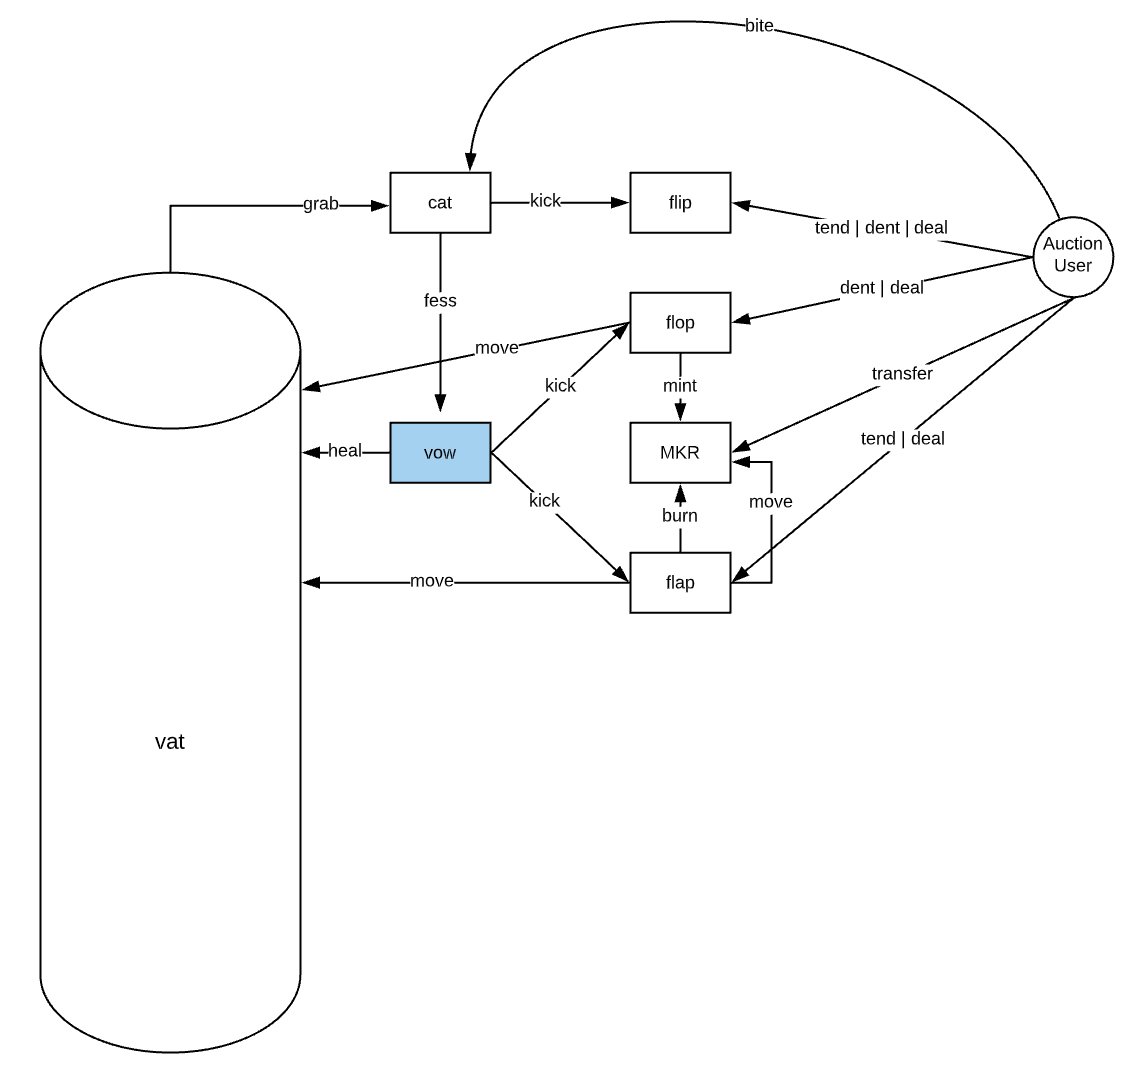 bite
grab
cat
kick
flip
tend | dent | deal
Auction
User
fess
dent | deal
flop
move
kick
mint
transfer
heal
vow
MKR
tend | deal
kick
burn
move
move
flap
vat